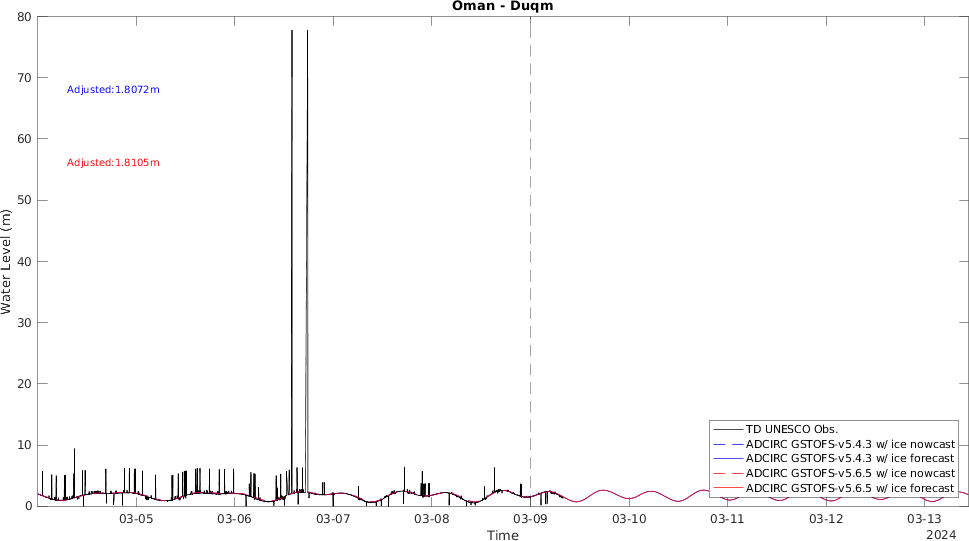 Oman - Duqm
80
70
60
50
40
30
20
10
0
Water Level (m)
Adjusted:1.8072m
Adjusted:1.8105m
TD UNESCO Obs.
ADCIRC GSTOFS-v5.4.3 w/ ice nowcast
ADCIRC GSTOFS-v5.4.3 w/ ice forecast
ADCIRC GSTOFS-v5.6.5 w/ ice nowcast
ADCIRC GSTOFS-v5.6.5 w/ ice forecast
03-05 03-06 03-07 03-08 03-09 03-10 03-11 03-12 03-13
2024
Time